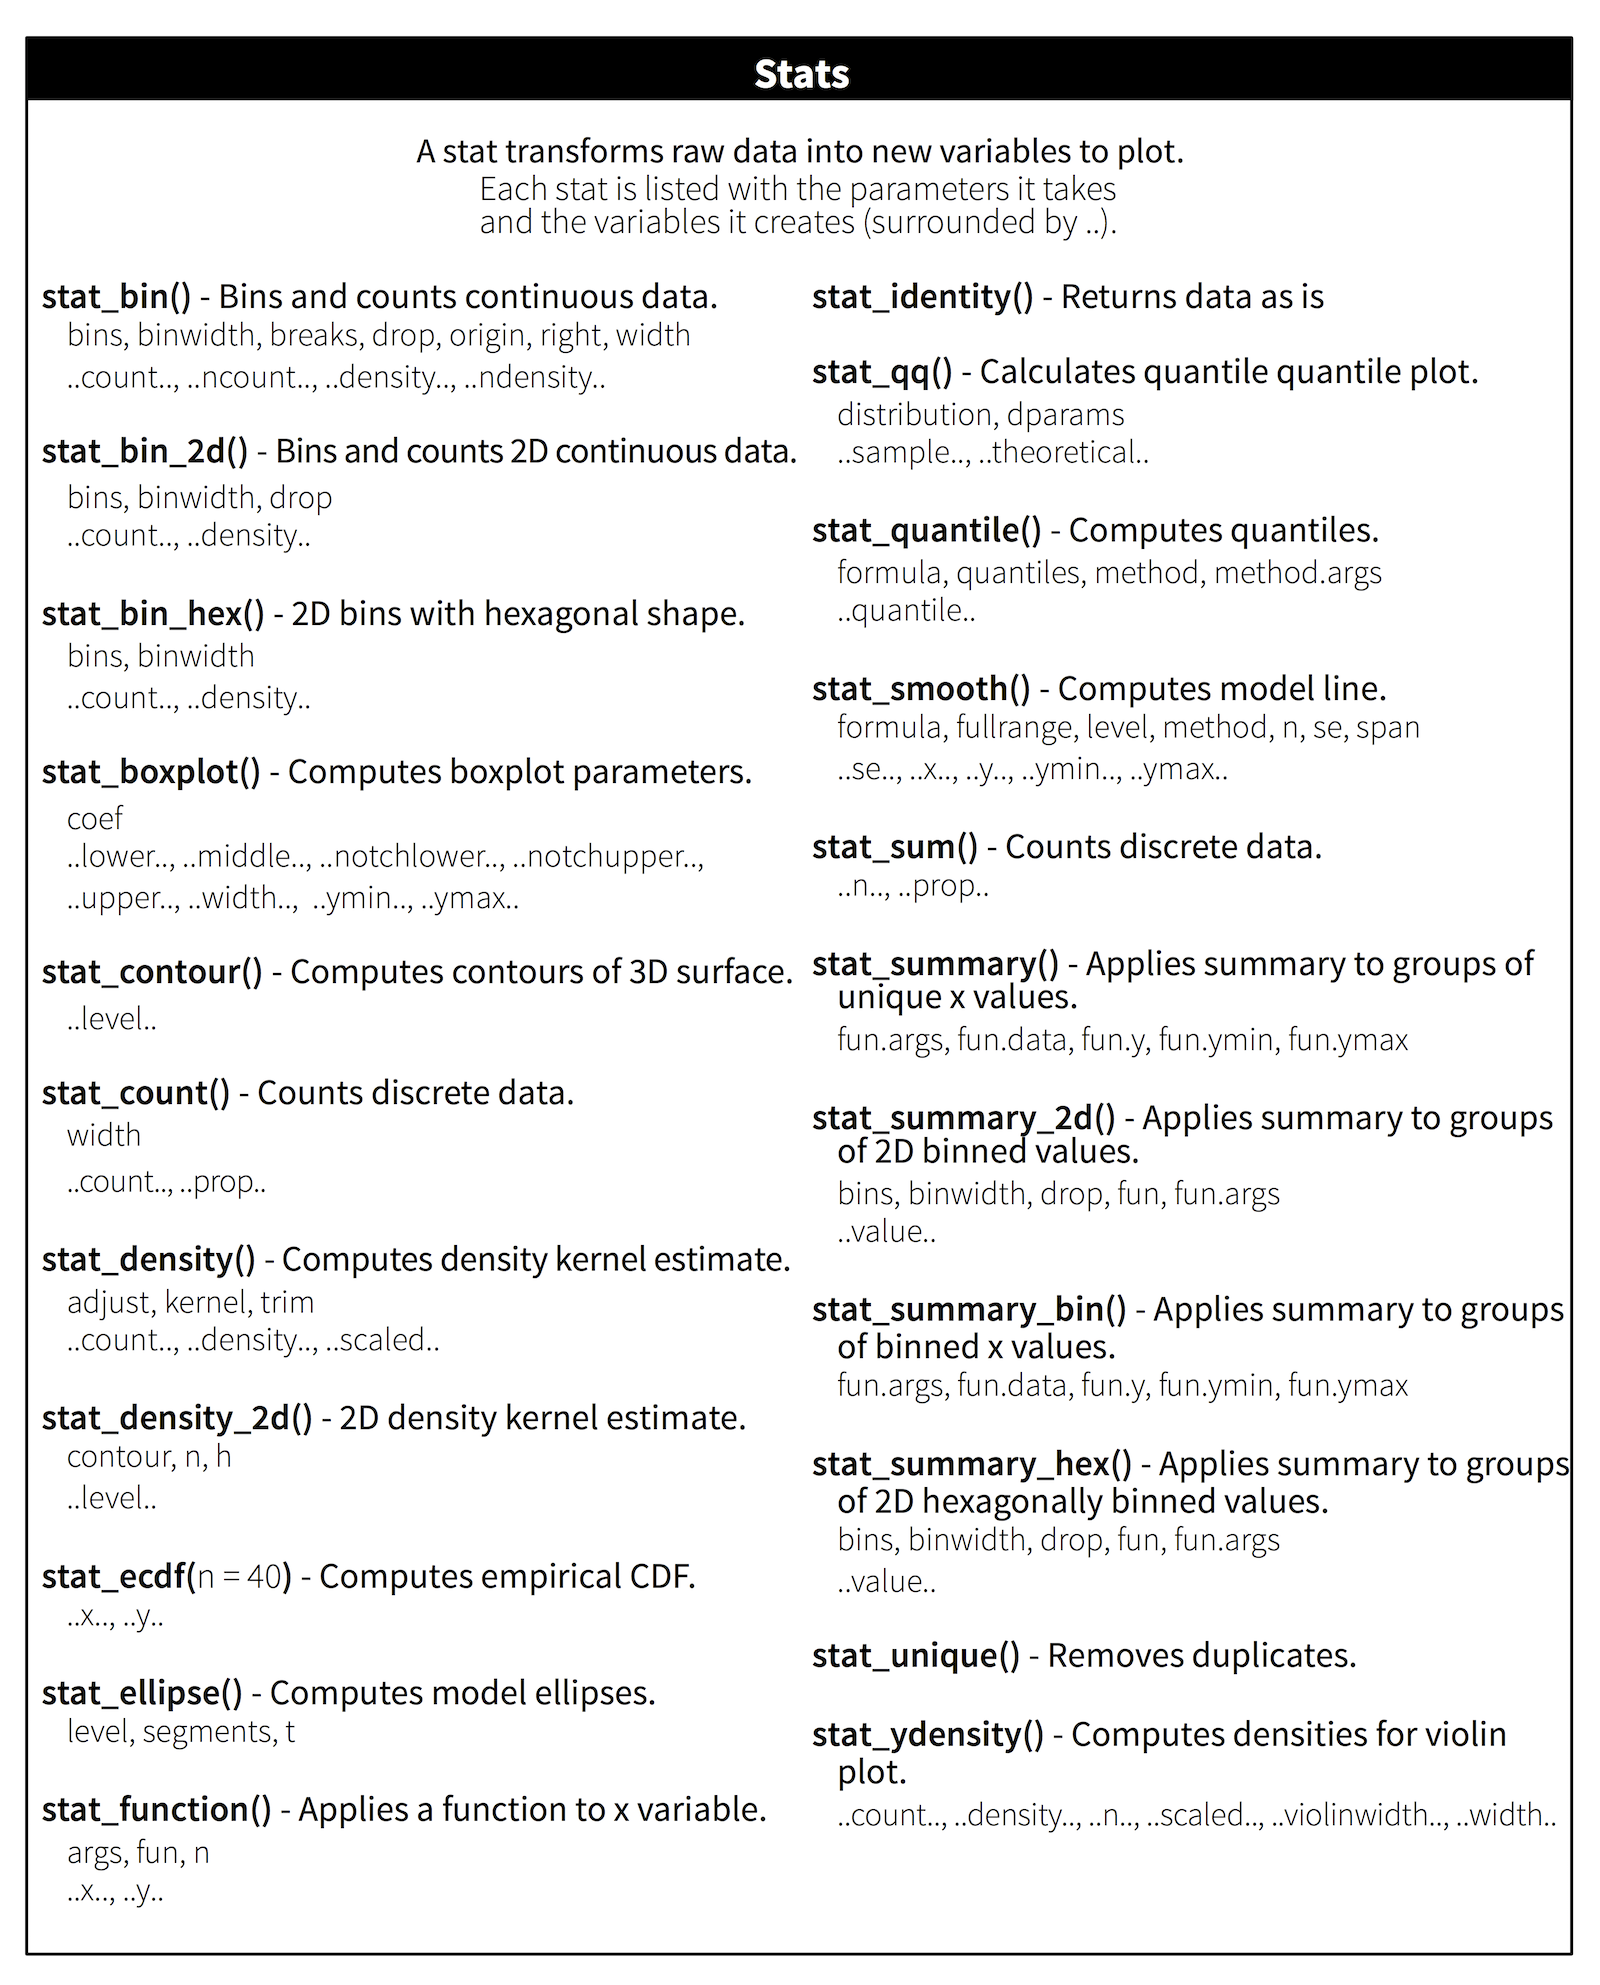 Stats
A stat transforms raw data into new variables to plot.
Each stat is listed with the parameters it takes
and the variables it creates (surrounded by ..).
stat_bin() - Bins and counts continuous data.
bins, binwidth, breaks, drop, origin, right, width
..count.., ..ncount.., ..density.., ..ndensity..
stat_bin_2d() - Bins and counts 2D continuous data.
bins, binwidth, drop
..count.., ..density..
stat_bin_hex() - 2D bins with hexagonal shape.
bins, binwidth
..count.., ..density..
stat_boxplot() - Computes boxplot parameters.
coef
..lower.., ..middle.., ..notchlower.., ..notchupper..,
..upper.., ..width.., ..ymin.., ..ymax..
stat_contour() - Computes contours of 3D surface.
..level..
stat_count() - Counts discrete data.
width
..count.., ..prop..
stat_density() - Computes density kernel estimate.
adjust, kernel, trim
..count.., ..density.., ..scaled..
stat_density_2d() - 2D density kernel estimate.
contour, n, h
..level..
stat_ecdf(n = 40) - Computes empirical CDF.
..x.., ..y..
stat_ellipse() - Computes model ellipses.
level, segments, t
stat_function() - Applies a function to x variable.
args, fun, n
..x.., ..y..
stat_identity() - Returns data as is
stat_qq() - Calculates quantile quantile plot.
distribution, dparams
..sample.., ..theoretical..
stat_quantile() - Computes quantiles.
formula, quantiles, method, method.args
..quantile..
stat_smooth() - Computes model line.
formula, fullrange, level, method, n, se, span
..se.., ..x.., ..y.., ..ymin.., ..ymax..
stat_sum() - Counts discrete data.
..n.., ..prop..
stat_summary() - Applies summary to groups of
unique x values.
fun.args, fun.data, fun.y, fun.ymin, fun.ymax
stat_summary_2d() - Applies summary to groups
of 2D binned values.
bins, binwidth, drop, fun, fun.args
..value..
stat_summary_bin() - Applies summary to groups
of binned x values.
fun.args, fun.data, fun.y, fun.ymin, fun.ymax
stat_summary_hex() - Applies summary to groups
of 2D hexagonally binned values.
bins, binwidth, drop, fun, fun.args
..value..
stat_unique() - Removes duplicates.
stat_ydensity() - Computes densities for violin
plot.
..count.., ..density.., ..n.., ..scaled.., ..violinwidth.., ..width..